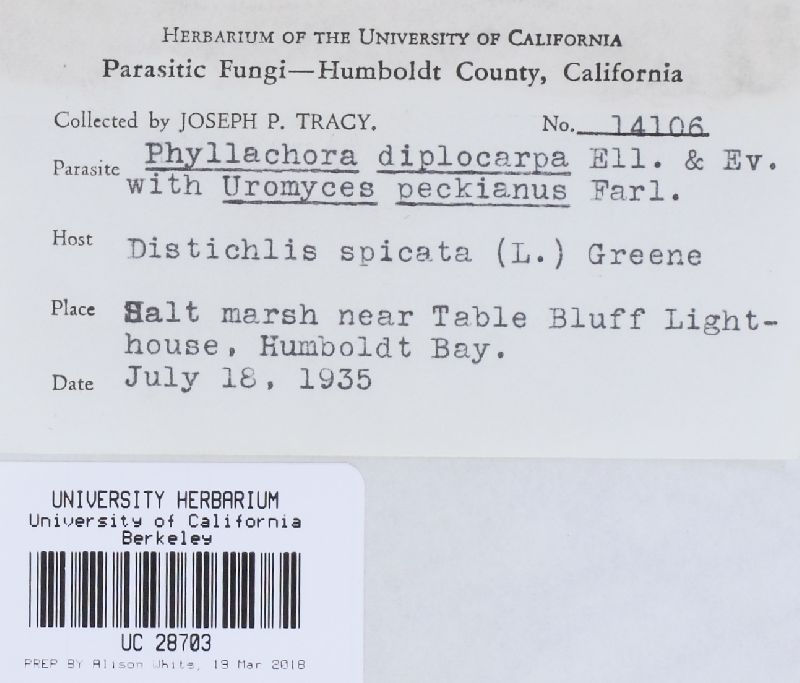 HERBARIUM OF THE UNIVERSITY OF CALIFORNIA
Parasitic Fungi—Humboldt County, California
Collected by JOSEPH P. TRACY. No. 14106
Parasite Phyllachora diplocarpa Ell. & Ev.
with Uromyces peckianus Farl.
Host Distichlis spicata (L.) Greene
Place Salt marsh near Table Bluff Light-
house, Humboldt Bay.
Date July 18, 1935
UNIVERSITY HERBARIUM
University of California
Berkeley
UC 28703
PREP BY Alison White, 19 Mar 2018